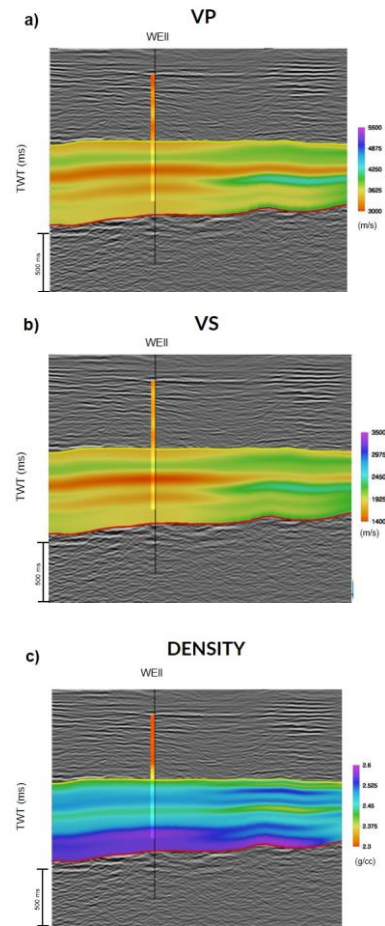 a)
VP
WEll
TWT (ms)
5500
4875
4250
3625
3000
(m/s)
500 ms
b)
VS
WEll
TWT (ms)
3500
2975
2450
1925
1400
(m/s)
500 ms
c)
DENSITY
WEll
TWT (ms)
2.6
2.525
2.45
2.375
2.3
(g/cc)
500 ms